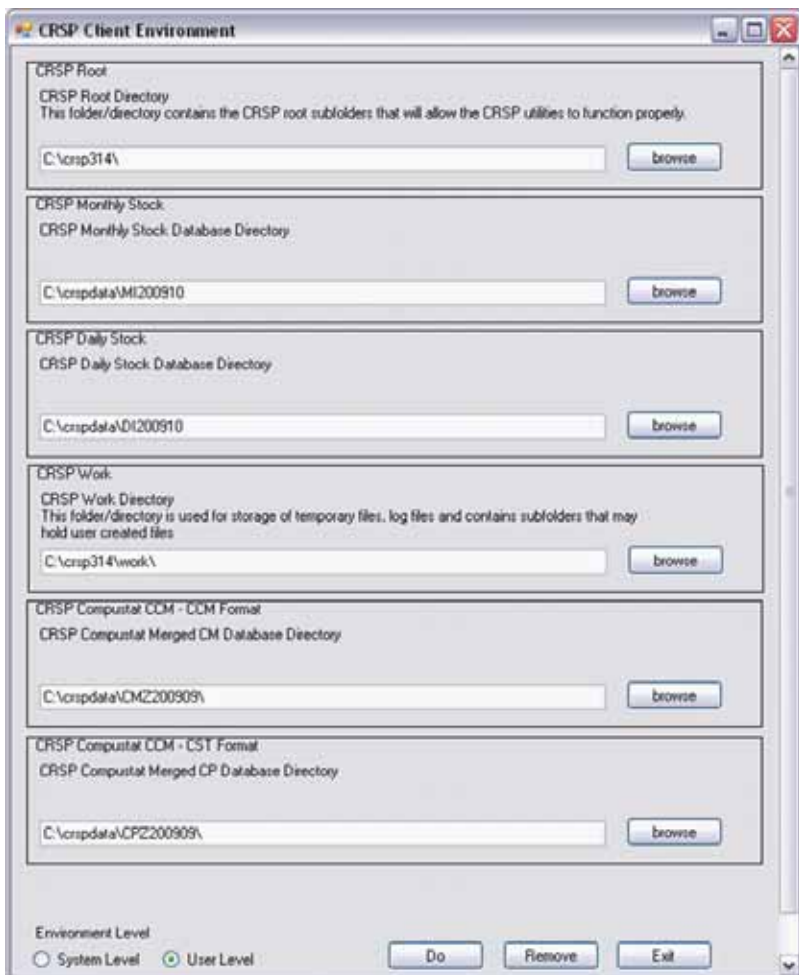 CRSP Client Environment
CRSP Root
CRSP Root Directory
This folder/directory contains the CRSP root subfolders that will allow the CRSP utilities to function properly.
C:\crsp314\
browse
CRSP Monthly Stock
CRSP Monthly Stock Database Directory
C:\crspdata\MI200910
browse
CRSP Daily Stock
CRSP Daily Stock Database Directory
C:\crspdata\DI200910
browse
CRSP Work
CRSP Work Directory
This folder/directory is used for storage of temporary files, log files and contains subfolders that may
hold user created files
C:\crsp314\work\
browse
CRSP Compustat CCM - CCM Format
CRSP Compustat Merged CM Database Directory
C:\crspdata\CMZ200909\
browse
CRSP Compustat CCM - CST Format
CRSP Compustat Merged CP Database Directory
C:\crspdata\CPZ200909\
browse
Environment Level
System Level
User Level
Do
Remove
Exit